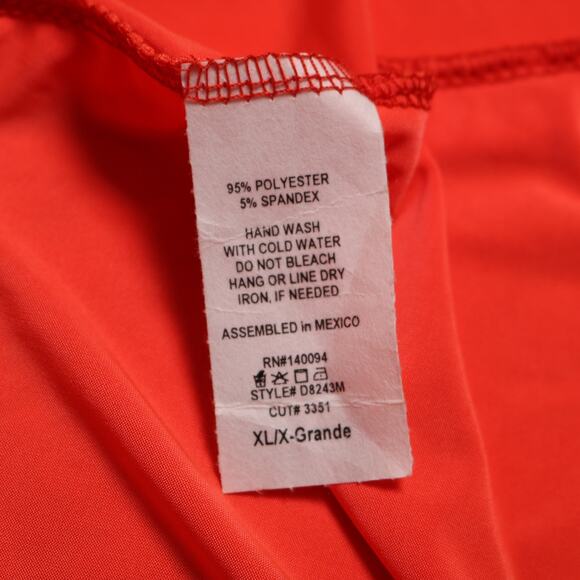 95% POLYESTER
5% SPANDEX
HAND WASH
WITH COLD WATER
DO NOT BLEACH
HANG OR LINE DRY
IRON, IF NEEDED
ASSEMBLED in MEXICO
RN#140094
STYLE# D8243M
CUT# 3351
XL/X-Grande